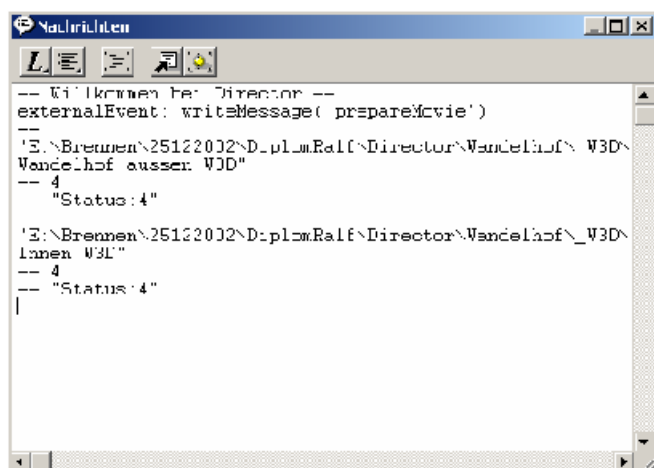 Nachrichten
-- Willkommen bei Director --
externalEvent: writeMessage('prepareMovie')
--
"E:\Brennen\25122002\DiplomRalf\Director\Wandelhof\_W3D\
Wandelhof aussen W3D"
-- 4
"Status:4"
"E:\Brennen\25122002\DiplomRalf\Director\Wandelhof\_W3D\
Innen W3D"
-- 4
-- "Status:4"